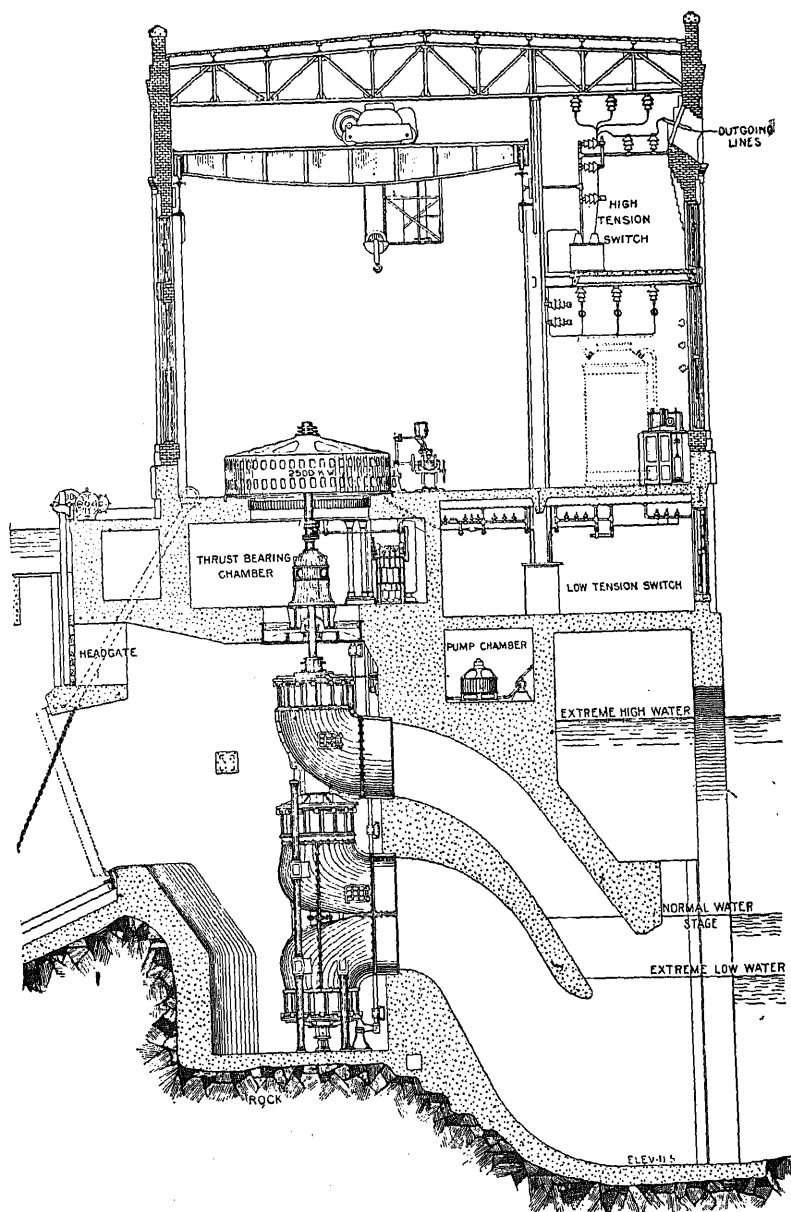 OUTGOING
LINES
HIGH
TENSION
SWITCH
2500 K W
THRUST BEARING
CHAMBER
LOW TENSION SWITCH
HEADGATE
PUMP CHAMBER
EXTREME HIGH WATER
NORMAL WATER
STAGE
EXTREME LOW WATER
ROCK